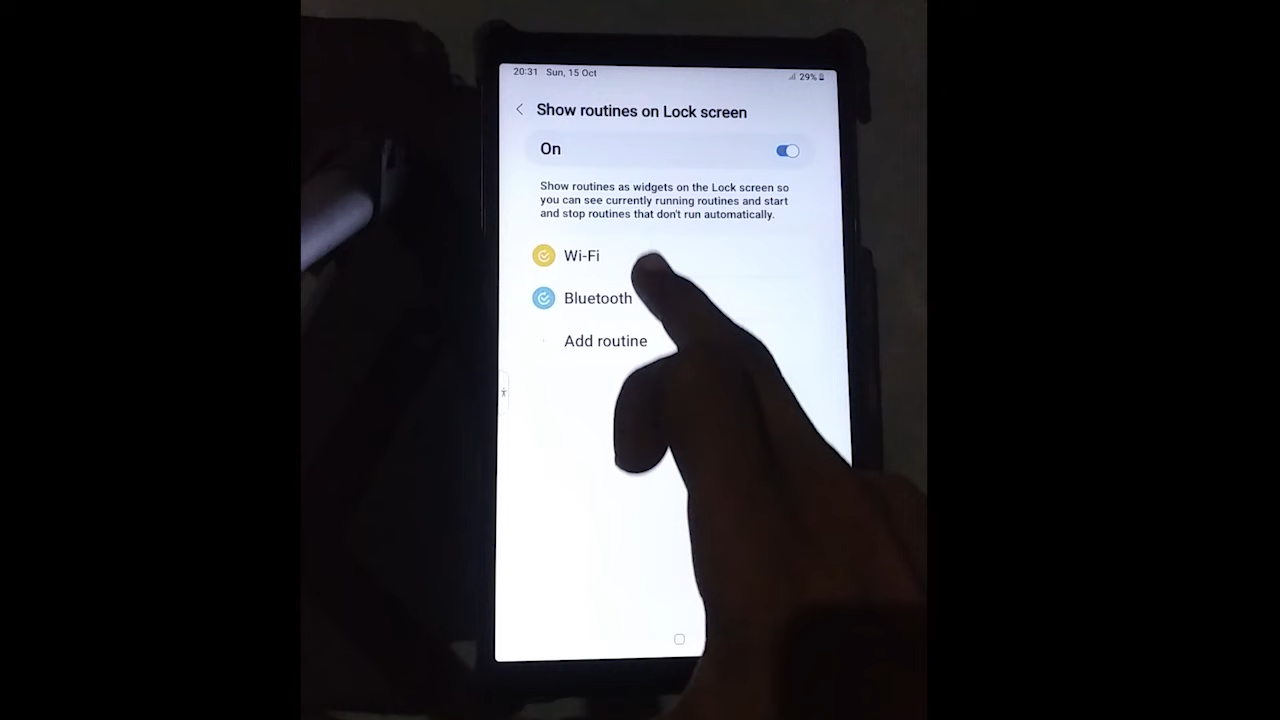 20:31 Sun, 15 Oct 29%
Show routines on Lock screen
On
Show routines as widgets on the Lock screen so
you can see currently running routines and start
and stop routines that don't run automatically.
Wi-Fi
Bluetooth
Add routine